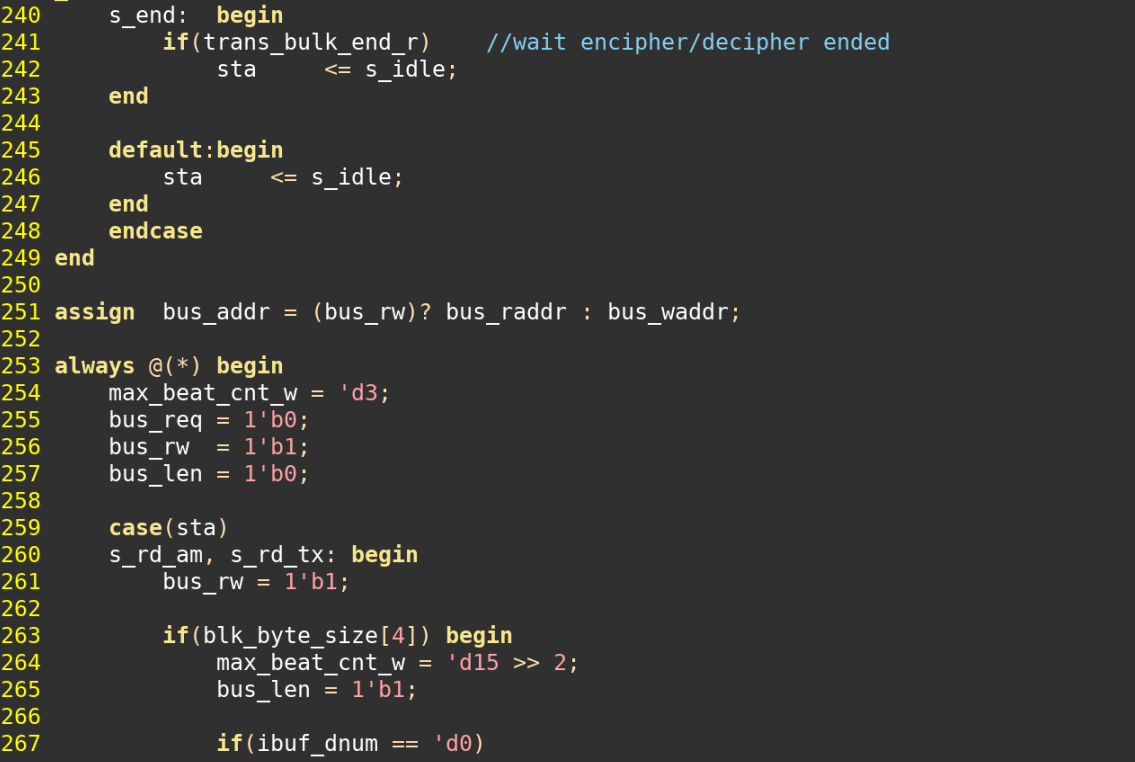 240     s_end:  begin
241         if(trans_bulk_end_r)    //wait encipher/decipher ended
242             sta     <= s_idle;
243     end
244
245     default:begin
246         sta     <= s_idle;
247     end
248     endcase
249 end
250
251 assign  bus_addr = (bus_rw)? bus_raddr : bus_waddr;
252
253 always @(*) begin
254     max_beat_cnt_w = 'd3;
255     bus_req = 1'b0;
256     bus_rw  = 1'b1;
257     bus_len = 1'b0;
258
259     case(sta)
260     s_rd_am, s_rd_tx: begin
261         bus_rw = 1'b1;
262
263         if(blk_byte_size[4]) begin
264             max_beat_cnt_w = 'd15 >> 2;
265             bus_len = 1'b1;
266
267             if(ibuf_dnum == 'd0)